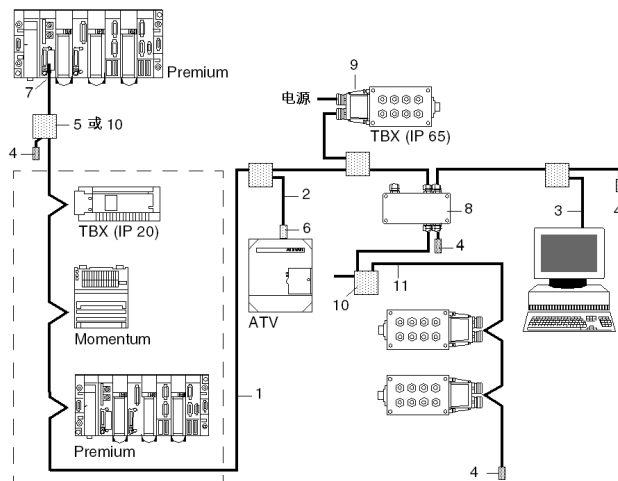 Premium
7
5 或 10
4
TBX (IP 20)
Momentum
Premium
1
9
电源
TBX (IP 65)
2
6
ATV
8
4
10
11
3
4
4